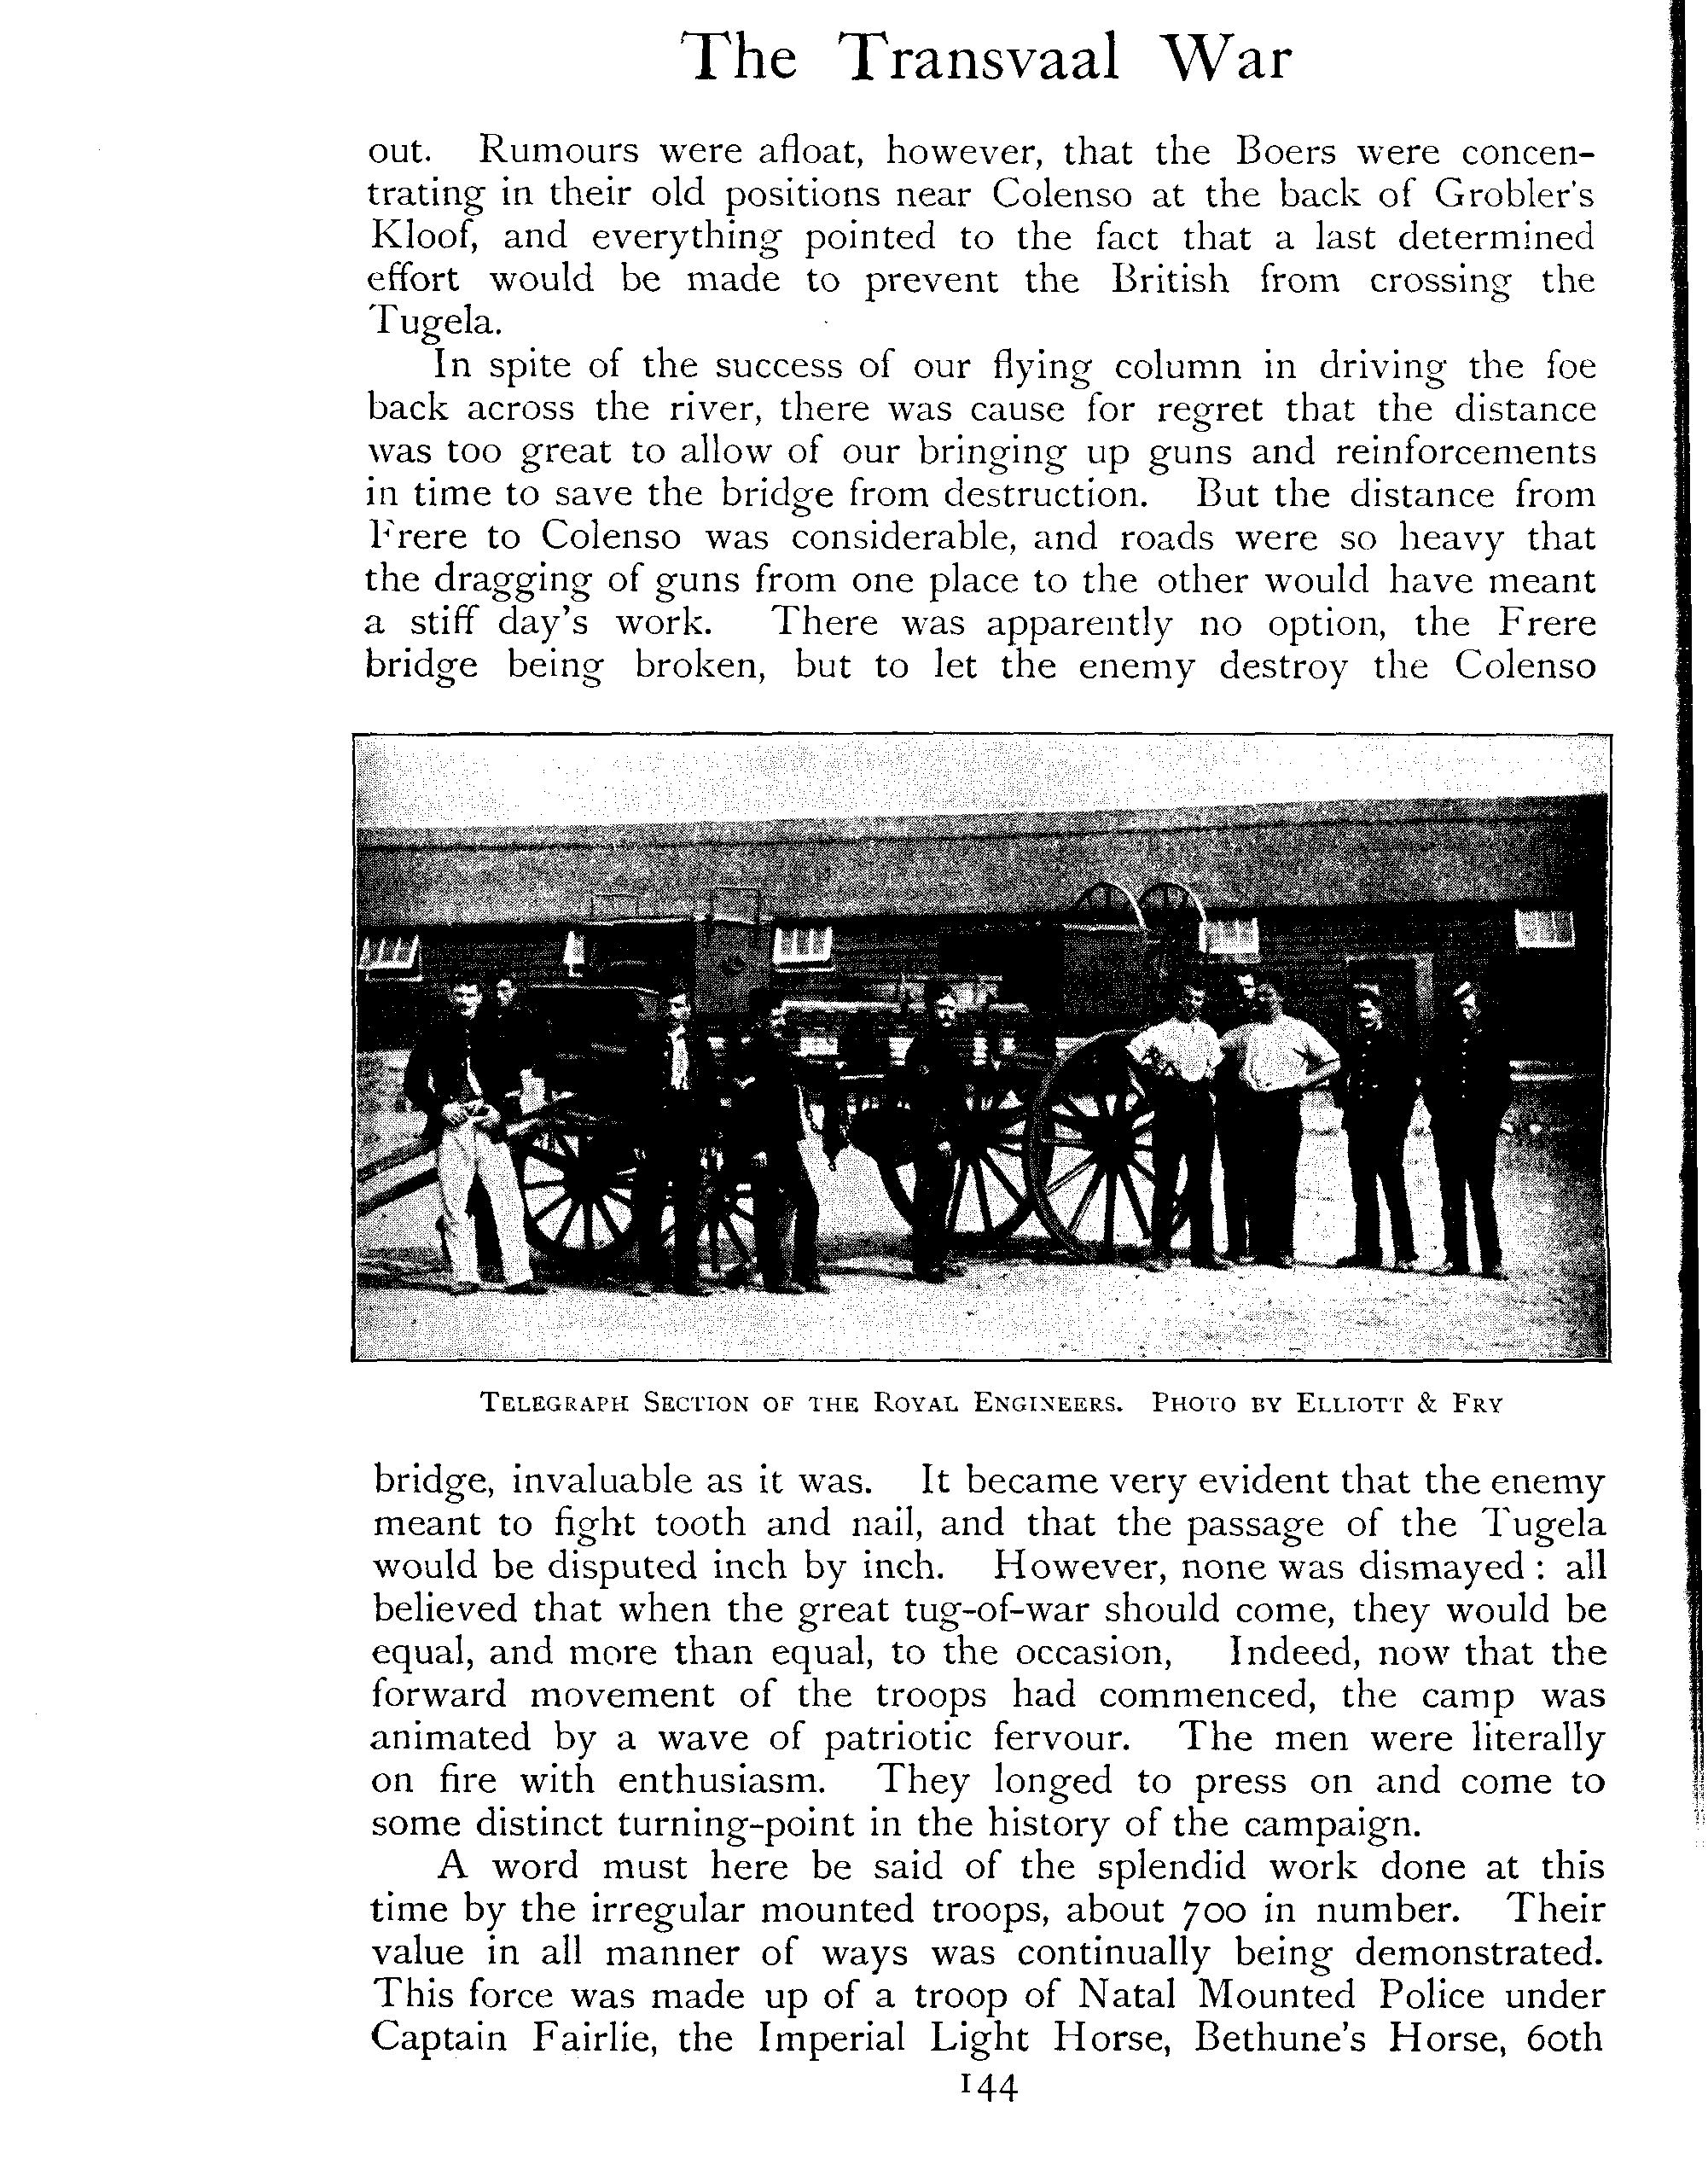 The Transvaal War
out. Rumours were afloat, however, that the Boers were concen-
trating in their old positions near Colenso at the back of Grobler's
Kloof, and everything pointed to the fact that a last determined
effort would be made to prevent the British from crossing the
Tugela.
In spite of the success of our flying column in driving the foe
back across the river, there was cause for regret that the distance
was too great to allow of our bringing up guns and reinforcements
in time to save the bridge from destruction. But the distance from
Frere to Colenso was considerable, and roads were so heavy that
the dragging of guns from one place to the other would have meant
a stiff day's work. There was apparently no option, the Frere
bridge being broken, but to let the enemy destroy the Colenso
TELEGRAPH SECTION OF THE ROYAL ENGINEERS. PHOTO BY ELLIOTT & FRY
bridge, invaluable as it was. It became very evident that the enemy
meant to fight tooth and nail, and that the passage of the Tugela
would be disputed inch by inch. However, none was dismayed : all
believed that when the great tug-of-war should come, they would be
equal, and more than equal, to the occasion, Indeed, now that the
forward movement of the troops had commenced, the camp was
animated by a wave of patriotic fervour. The men were literally
on fire with enthusiasm. They longed to press on and come to
some distinct turning-point in the history of the campaign.
A word must here be said of the splendid work done at this
time by the irregular mounted troops, about 700 in number. Their
value in all manner of ways was continually being demonstrated.
This force was made up of a troop of Natal Mounted Police under
Captain Fairlie, the Imperial Light Horse, Bethune's Horse, 60th
144